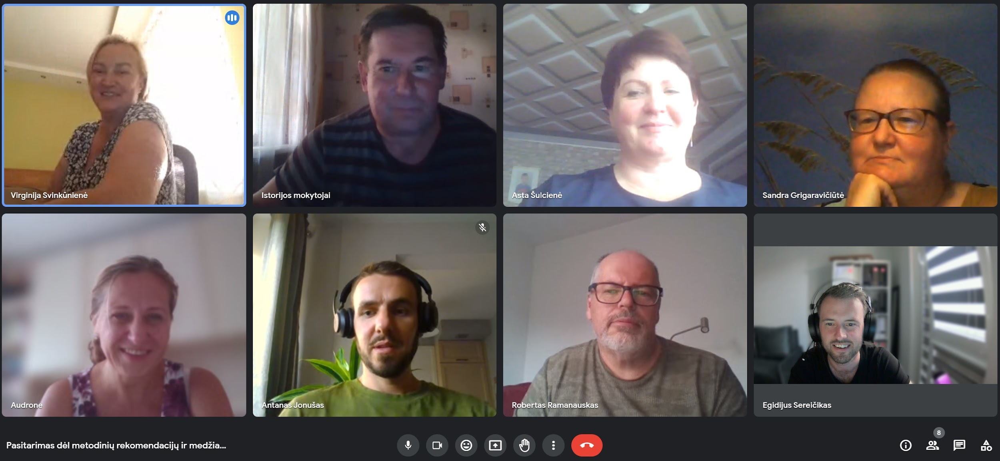 Virginija Svinkūnienė
Istorijos mokytojai
Asta Šulcienė
Sandra Grigaravičiūtė
Audrone
Antanas Jonušas
Robertas Ramanauskas
Egidijus Sereičikas
Pasitarimas dėl metodinių rekomendacijų ir medžia...
8